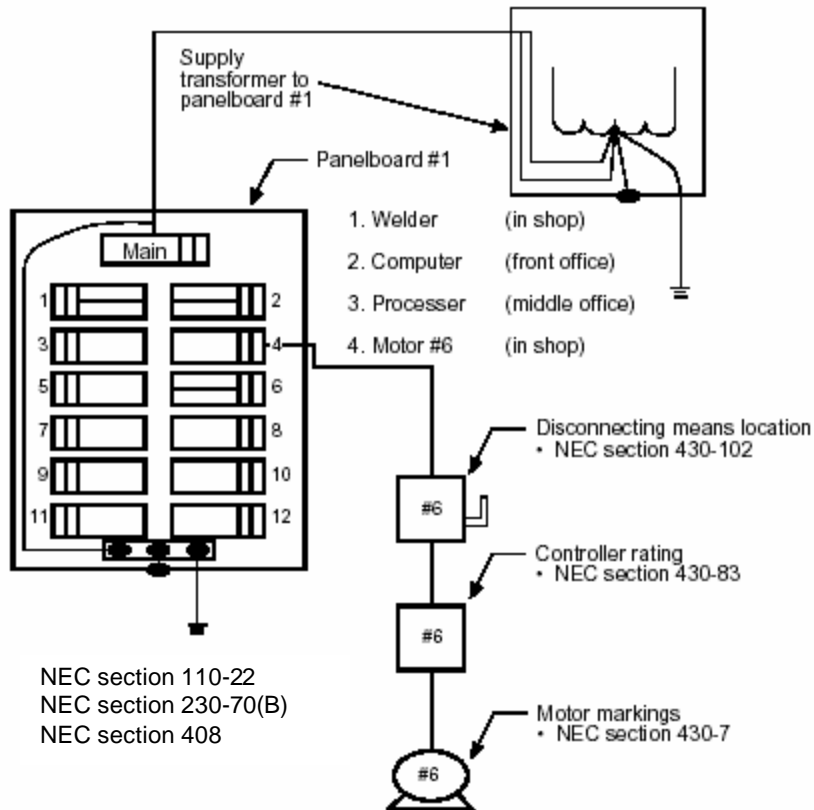 Supply
transformer to
panelboard #1
Panelboard #1
1. Welder (in shop)
2. Computer (front office)
3. Processer (middle office)
4. Motor #6 (in shop)
Main
1 2
3 4
5 6
7 8
9 10
11 12
Disconnecting means location
• NEC section 430-102
#6
Controller rating
• NEC section 430-83
#6
Motor markings
• NEC section 430-7
#6
NEC section 110-22
NEC section 230-70(B)
NEC section 408